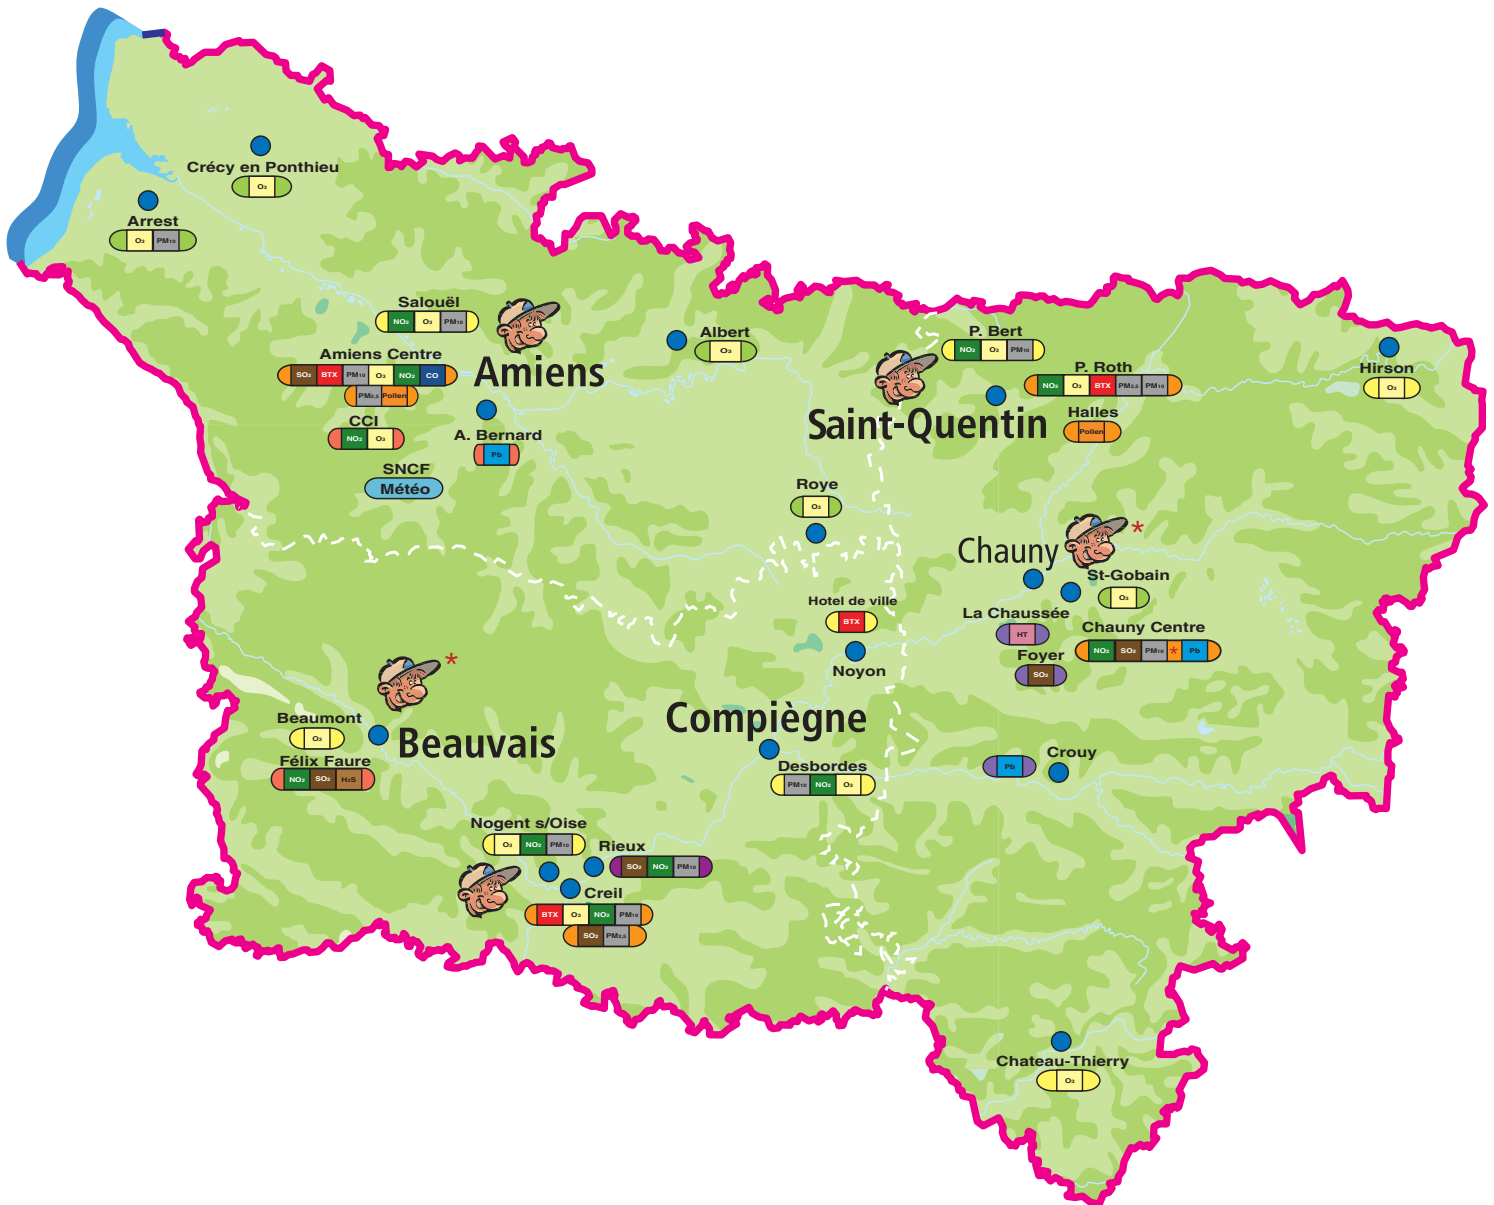 Crécy en Ponthieu
O₃
Arrest
O₃ PM₁₀
Salouël
NO₂ O₃ PM₁₀
Amiens Centre
SO₂ BTX PM₁₀ O₃ NO₂ CO
PM₂,₅ Pollen
Amiens
CCI
NO₂ O₃
A. Bernard
Pb
SNCF
Météo
Albert
O₃
P. Bert
NO₂ O₃ PM₁₀
P. Roth
NO₂ O₃ BTX PM₂,₅ PM₁₀
Saint-Quentin
Halles
Pollen
Hirson
O₃
Roye
O₃
Chauny
*
St-Gobain
O₃
Hotel de ville
BTX
Noyon
La Chaussée
HT
Chauny Centre
NO₂ SO₂ PM₁₀ * Pb
Foyer
SO₂
*
Beaumont
O₃
Beauvais
Félix Faure
NO₂ SO₂ H₂S
Compiègne
Desbordes
PM₁₀ NO₂ O₃
Crouy
Pb
Nogent s/Oise
O₃ NO₂ PM₁₀
Rieux
SO₂ NO₂ PM₁₀
Creil
BTX O₃ NO₂ PM₁₀
SO₂ PM₂,₅
Chateau-Thierry
O₃